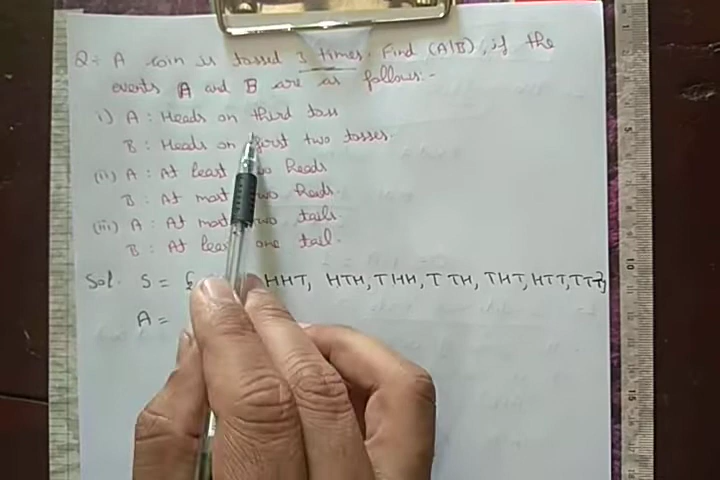 Q: A coin is tossed 3 times. Find (A|B), if the
events A and B are as follows:-
i) A: Heads on third toss
B: Heads on first two tosses.
(ii) A: At least two heads
B: At most two heads.
(iii) A: At most two tails.
B: At least one tail.
Sol. S = { HHT, HTH, THH, TTH, THT, HTT, TTT},
A =
10
15